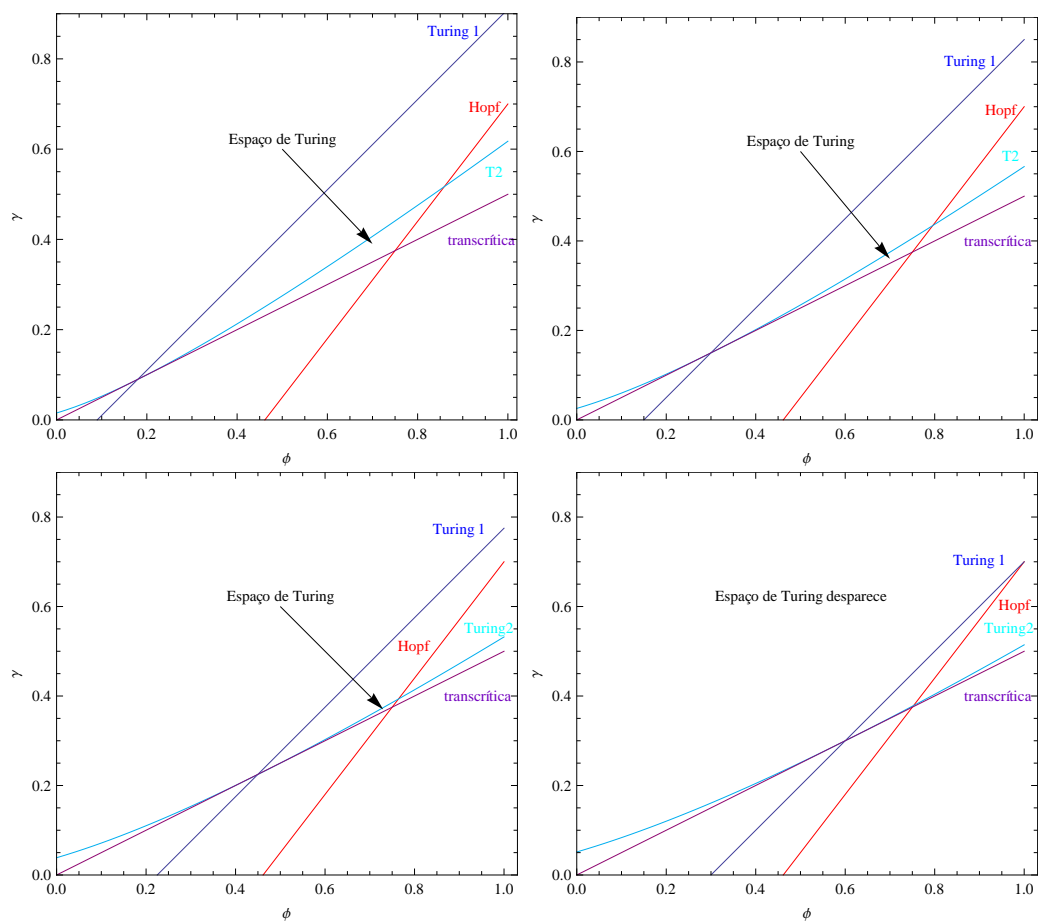 Turing 1
Hopf
Espaço de Turing
T2
transcrítica
γ
0.0
0.2
0.4
0.6
0.8
0.0
0.2
0.4
0.6
0.8
1.0
ϕ
Turing 1
Hopf
Espaço de Turing
T2
transcrítica
γ
0.0
0.2
0.4
0.6
0.8
0.0
0.2
0.4
0.6
0.8
1.0
ϕ
Turing 1
Espaço de Turing
Hopf
Turing2
transcrítica
γ
0.0
0.2
0.4
0.6
0.8
0.0
0.2
0.4
0.6
0.8
1.0
ϕ
Turing 1
Espaço de Turing desparece
Hopf
Turing2
transcrítica
γ
0.0
0.2
0.4
0.6
0.8
0.0
0.2
0.4
0.6
0.8
1.0
ϕ